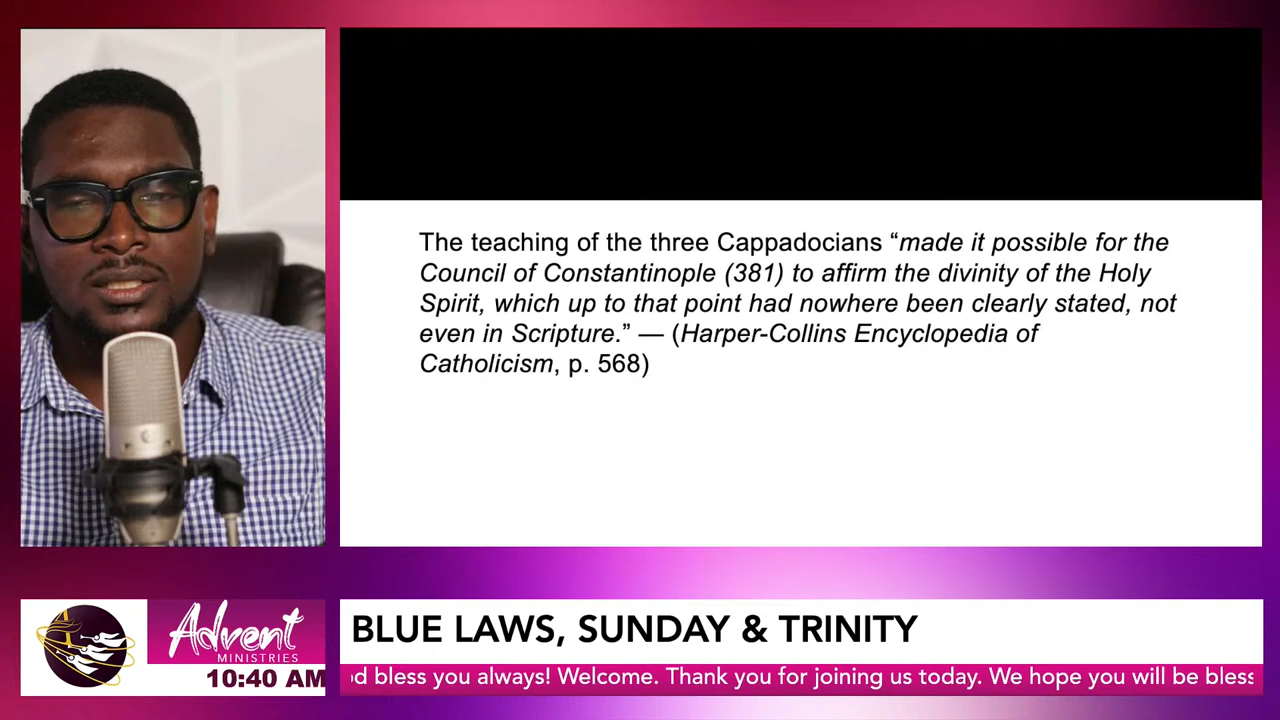 The teaching of the three Cappadocians “made it possible for the
Council of Constantinople (381) to affirm the divinity of the Holy
Spirit, which up to that point had nowhere been clearly stated, not
even in Scripture.” — (Harper-Collins Encyclopedia of
Catholicism, p. 568)
Advent
MINISTRIES
10:40 AM
BLUE LAWS, SUNDAY & TRINITY
bless you always! Welcome. Thank you for joining us today. We hope you will be bless